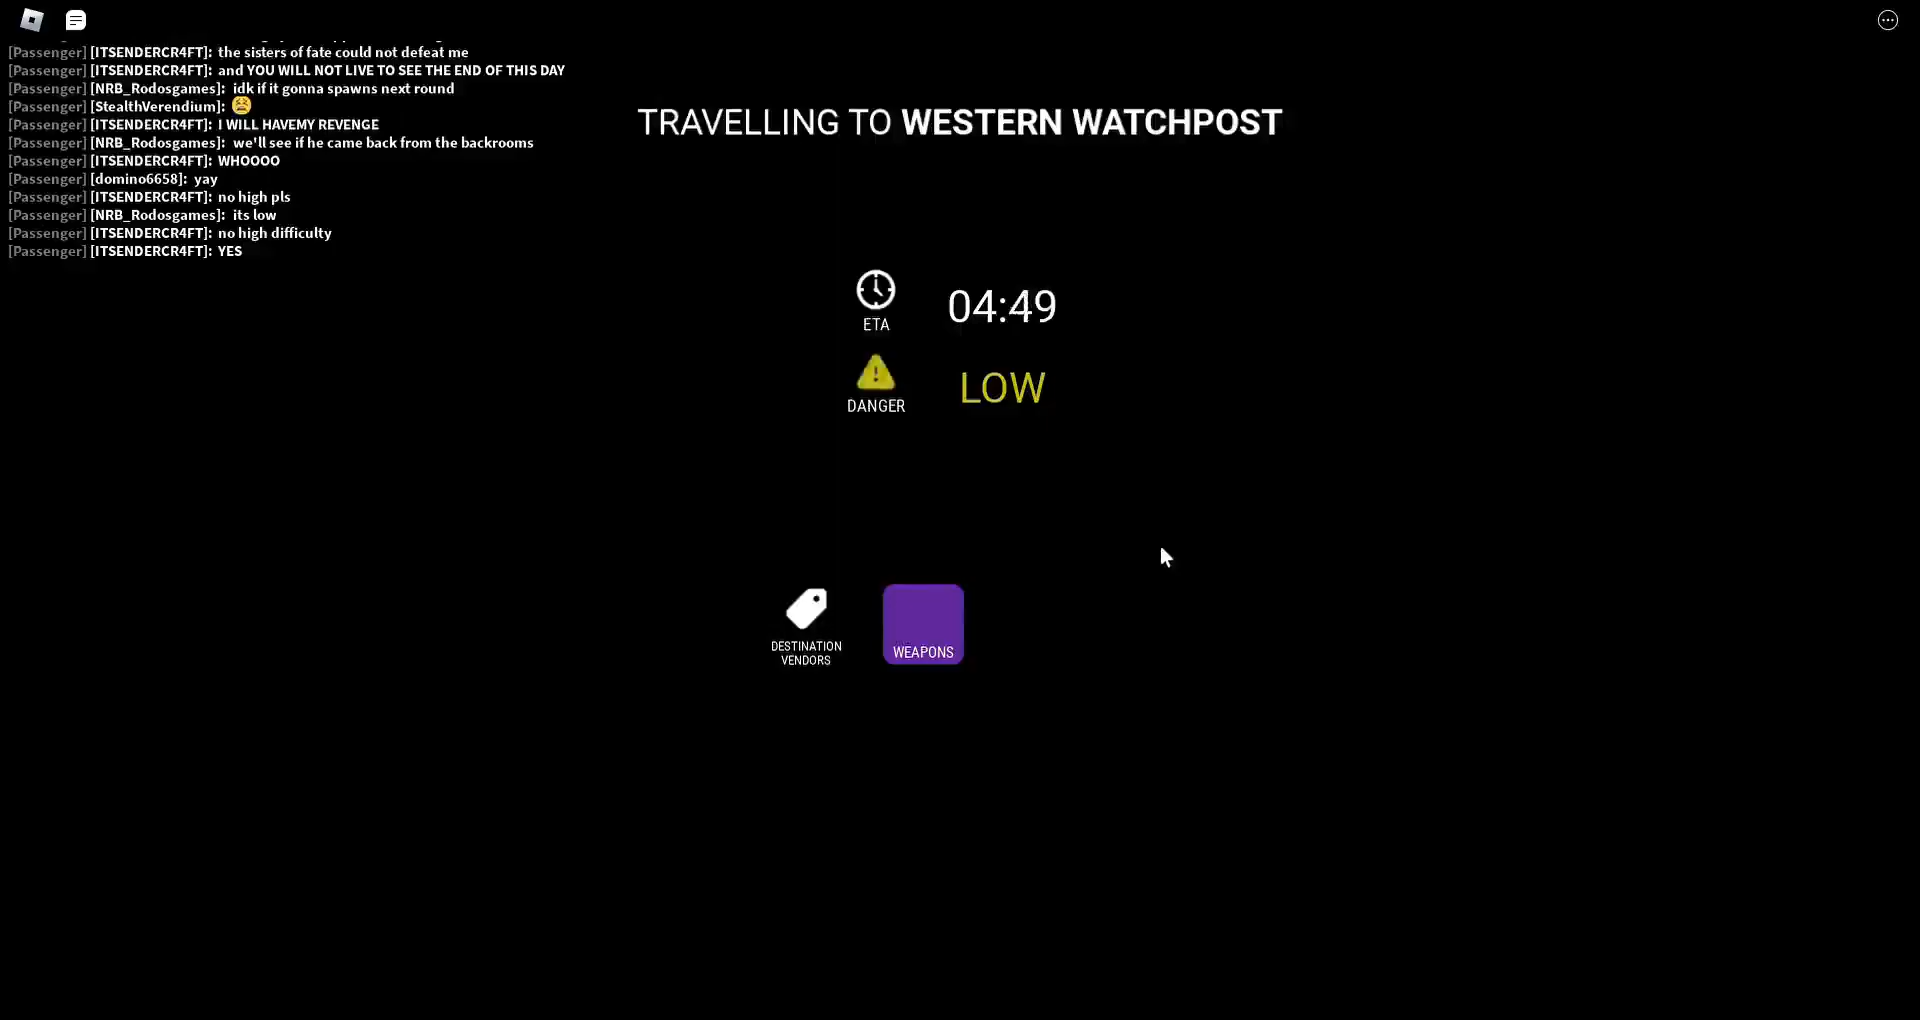 [Passenger] [ITSENDERCR4FT]: the sisters of fate could not defeat me
[Passenger] [ITSENDERCR4FT]: and YOU WILL NOT LIVE TO SEE THE END OF THIS DAY
[Passenger] [NRB_Rodosgames]: idk if it gonna spawns next round
[Passenger] [StealthVerendium]: 😫
[Passenger] [ITSENDERCR4FT]: I WILL HAVEMY REVENGE
[Passenger] [NRB_Rodosgames]: we'll see if he came back from the backrooms
[Passenger] [ITSENDERCR4FT]: WHOOOO
[Passenger] [domino6658]: yay
[Passenger] [ITSENDERCR4FT]: no high pls
[Passenger] [NRB_Rodosgames]: its low
[Passenger] [ITSENDERCR4FT]: no high difficulty
[Passenger] [ITSENDERCR4FT]: YES
TRAVELLING TO WESTERN WATCHPOST
04:49
ETA
LOW
DANGER
DESTINATION
VENDORS
WEAPONS